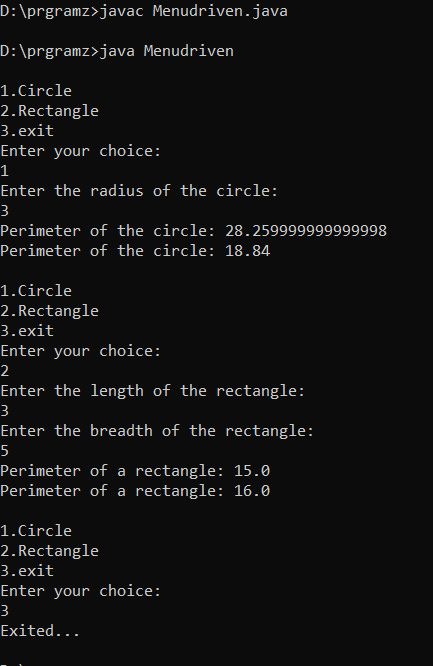 D:\prgramz>javac Menudriven.java
D:\prgramz>java Menudriven
1.Circle
2.Rectangle
3.exit
Enter your choice:
1
Enter the radius of the circle:
3
Perimeter of the circle: 28.259999999999998
Perimeter of the circle: 18.84
1.Circle
2.Rectangle
3.exit
Enter your choice:
2
Enter the length of the rectangle:
3
Enter the breadth of the rectangle:
5
Perimeter of a rectangle: 15.0
Perimeter of a rectangle: 16.0
1.Circle
2.Rectangle
3.exit
Enter your choice:
3
Exited...